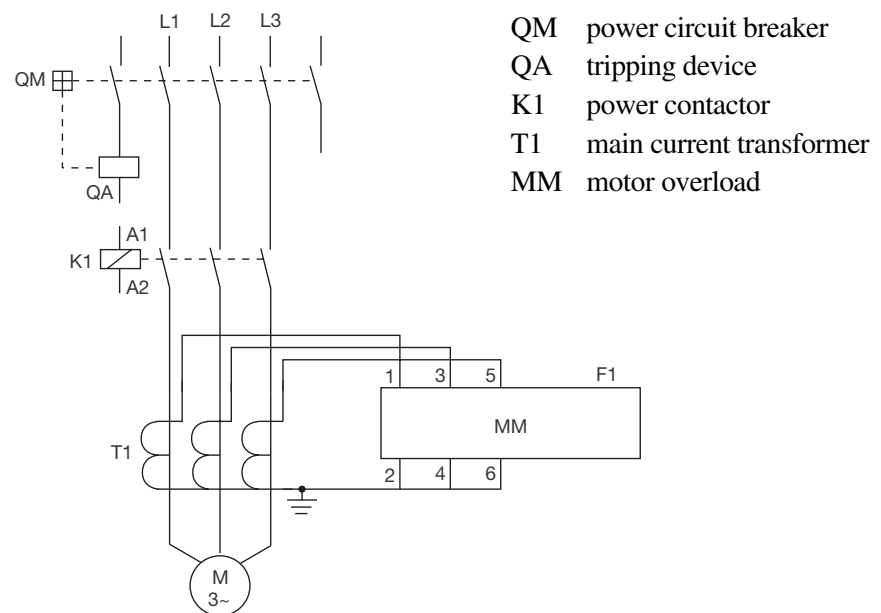 L1 L2 L3
QM
QA
A1
K1
A2
1 3 5 F1
MM
T1
2 4 6
M
3~
QM power circuit breaker
QA tripping device
K1 power contactor
T1 main current transformer
MM motor overload